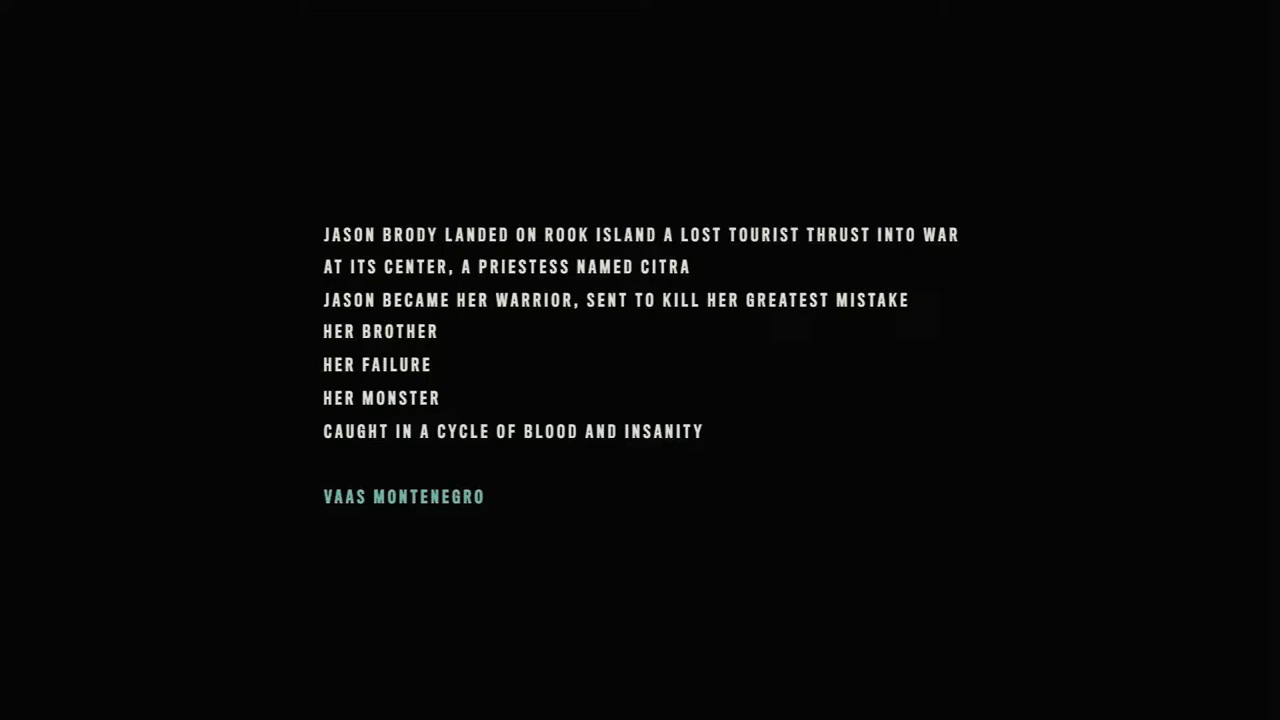 JASON BRODY LANDED ON ROOK ISLAND A LOST TOURIST THRUST INTO WAR
AT ITS CENTER, A PRIESTESS NAMED CITRA
JASON BECAME HER WARRIOR, SENT TO KILL HER GREATEST MISTAKE
HER BROTHER
HER FAILURE
HER MONSTER
CAUGHT IN A CYCLE OF BLOOD AND INSANITY
VAAS MONTENEGRO